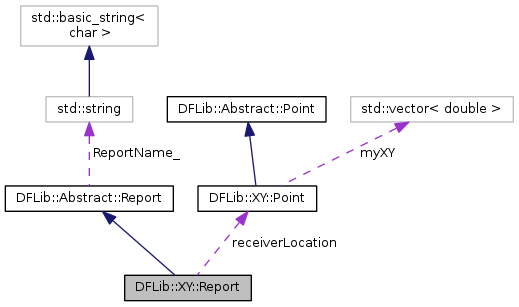 std::basic_string<
char >
std::string
DFLib::Abstract::Point
std::vector< double >
ReportName_
myXY
DFLib::Abstract::Report
DFLib::XY::Point
receiverLocation
DFLib::XY::Report